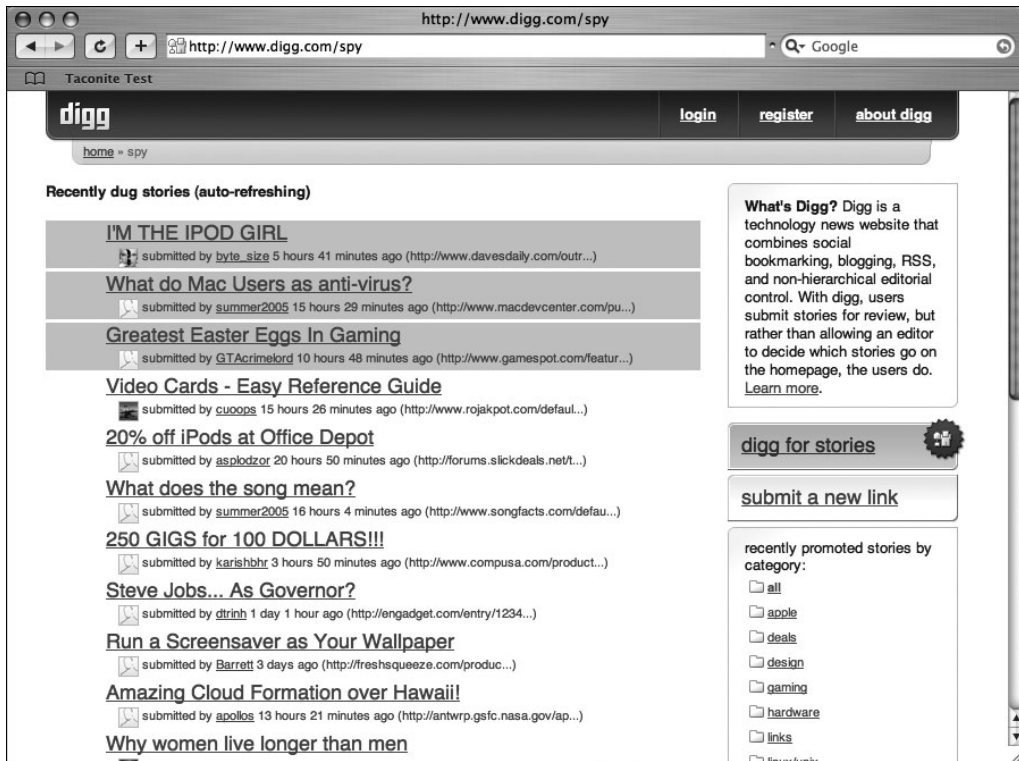 http://www.digg.com/spy
http://www.digg.com/spy
Google
Taconite Test
digg
login
register
about digg
home » spy
Recently dug stories (auto-refreshing)
I'M THE IPOD GIRL
submitted by byte_size 5 hours 41 minutes ago (http://www.davesdaily.com/outr...)
What do Mac Users as anti-virus?
submitted by summer2005 15 hours 29 minutes ago (http://www.macdevcenter.com/pu...)
Greatest Easter Eggs In Gaming
submitted by GTAcrimelord 10 hours 48 minutes ago (http://www.gamespot.com/featur...)
Video Cards - Easy Reference Guide
submitted by cuoops 15 hours 26 minutes ago (http://www.rojakpot.com/defaul...)
20% off iPods at Office Depot
submitted by asplodzor 20 hours 50 minutes ago (http://forums.slickdeals.net/t...)
What does the song mean?
submitted by summer2005 16 hours 4 minutes ago (http://www.songfacts.com/defau...)
250 GIGS for 100 DOLLARS!!!
submitted by karishbhr 3 hours 50 minutes ago (http://www.compusa.com/product...)
Steve Jobs... As Governor?
submitted by dtrinh 1 day 1 hour ago (http://engadget.com/entry/1234...)
Run a Screensaver as Your Wallpaper
submitted by Barrett 3 days ago (http://freshsqueeze.com/produc...)
Amazing Cloud Formation over Hawaii!
submitted by apollos 13 hours 21 minutes ago (http://antwrp.gsfc.nasa.gov/ap...)
Why women live longer than men
What's Digg? Digg is a
technology news website that
combines social
bookmarking, blogging, RSS,
and non-hierarchical editorial
control. With digg, users
submit stories for review, but
rather than allowing an editor
to decide which stories go on
the homepage, the users do.
Learn more.
digg for stories
submit a new link
recently promoted stories by
category:
all
apple
deals
design
gaming
hardware
links
linux/unix